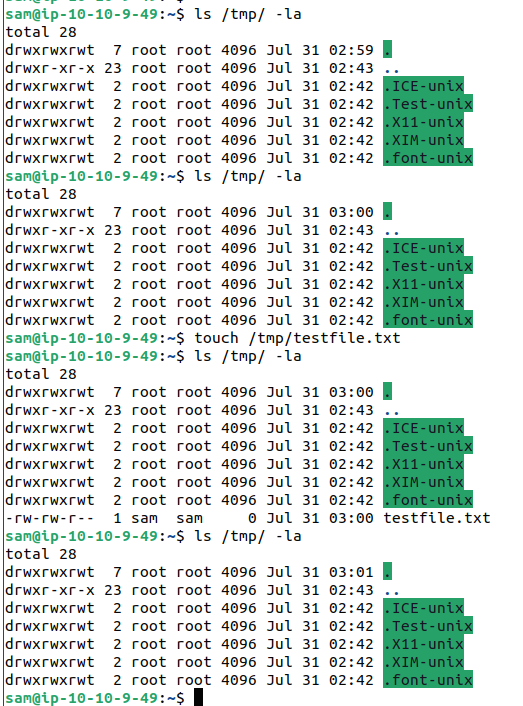 sam@ip-10-10-9-49:~$ ls /tmp/ -la
total 28
drwxrwxrwt  7 root root 4096 Jul 31 02:59 .
drwxr-xr-x 23 root root 4096 Jul 31 02:43 ..
drwxrwxrwt  2 root root 4096 Jul 31 02:42 .ICE-unix
drwxrwxrwt  2 root root 4096 Jul 31 02:42 .Test-unix
drwxrwxrwt  2 root root 4096 Jul 31 02:42 .X11-unix
drwxrwxrwt  2 root root 4096 Jul 31 02:42 .XIM-unix
drwxrwxrwt  2 root root 4096 Jul 31 02:42 .font-unix
sam@ip-10-10-9-49:~$ ls /tmp/ -la
total 28
drwxrwxrwt  7 root root 4096 Jul 31 03:00 .
drwxr-xr-x 23 root root 4096 Jul 31 02:43 ..
drwxrwxrwt  2 root root 4096 Jul 31 02:42 .ICE-unix
drwxrwxrwt  2 root root 4096 Jul 31 02:42 .Test-unix
drwxrwxrwt  2 root root 4096 Jul 31 02:42 .X11-unix
drwxrwxrwt  2 root root 4096 Jul 31 02:42 .XIM-unix
drwxrwxrwt  2 root root 4096 Jul 31 02:42 .font-unix
sam@ip-10-10-9-49:~$ touch /tmp/testfile.txt
sam@ip-10-10-9-49:~$ ls /tmp/ -la
total 28
drwxrwxrwt  7 root root 4096 Jul 31 03:00 .
drwxr-xr-x 23 root root 4096 Jul 31 02:43 ..
drwxrwxrwt  2 root root 4096 Jul 31 02:42 .ICE-unix
drwxrwxrwt  2 root root 4096 Jul 31 02:42 .Test-unix
drwxrwxrwt  2 root root 4096 Jul 31 02:42 .X11-unix
drwxrwxrwt  2 root root 4096 Jul 31 02:42 .XIM-unix
drwxrwxrwt  2 root root 4096 Jul 31 02:42 .font-unix
-rw-rw-r--  1 sam  sam     0 Jul 31 03:00 testfile.txt
sam@ip-10-10-9-49:~$ ls /tmp/ -la
total 28
drwxrwxrwt  7 root root 4096 Jul 31 03:01 .
drwxr-xr-x 23 root root 4096 Jul 31 02:43 ..
drwxrwxrwt  2 root root 4096 Jul 31 02:42 .ICE-unix
drwxrwxrwt  2 root root 4096 Jul 31 02:42 .Test-unix
drwxrwxrwt  2 root root 4096 Jul 31 02:42 .X11-unix
drwxrwxrwt  2 root root 4096 Jul 31 02:42 .XIM-unix
drwxrwxrwt  2 root root 4096 Jul 31 02:42 .font-unix
sam@ip-10-10-9-49:~$